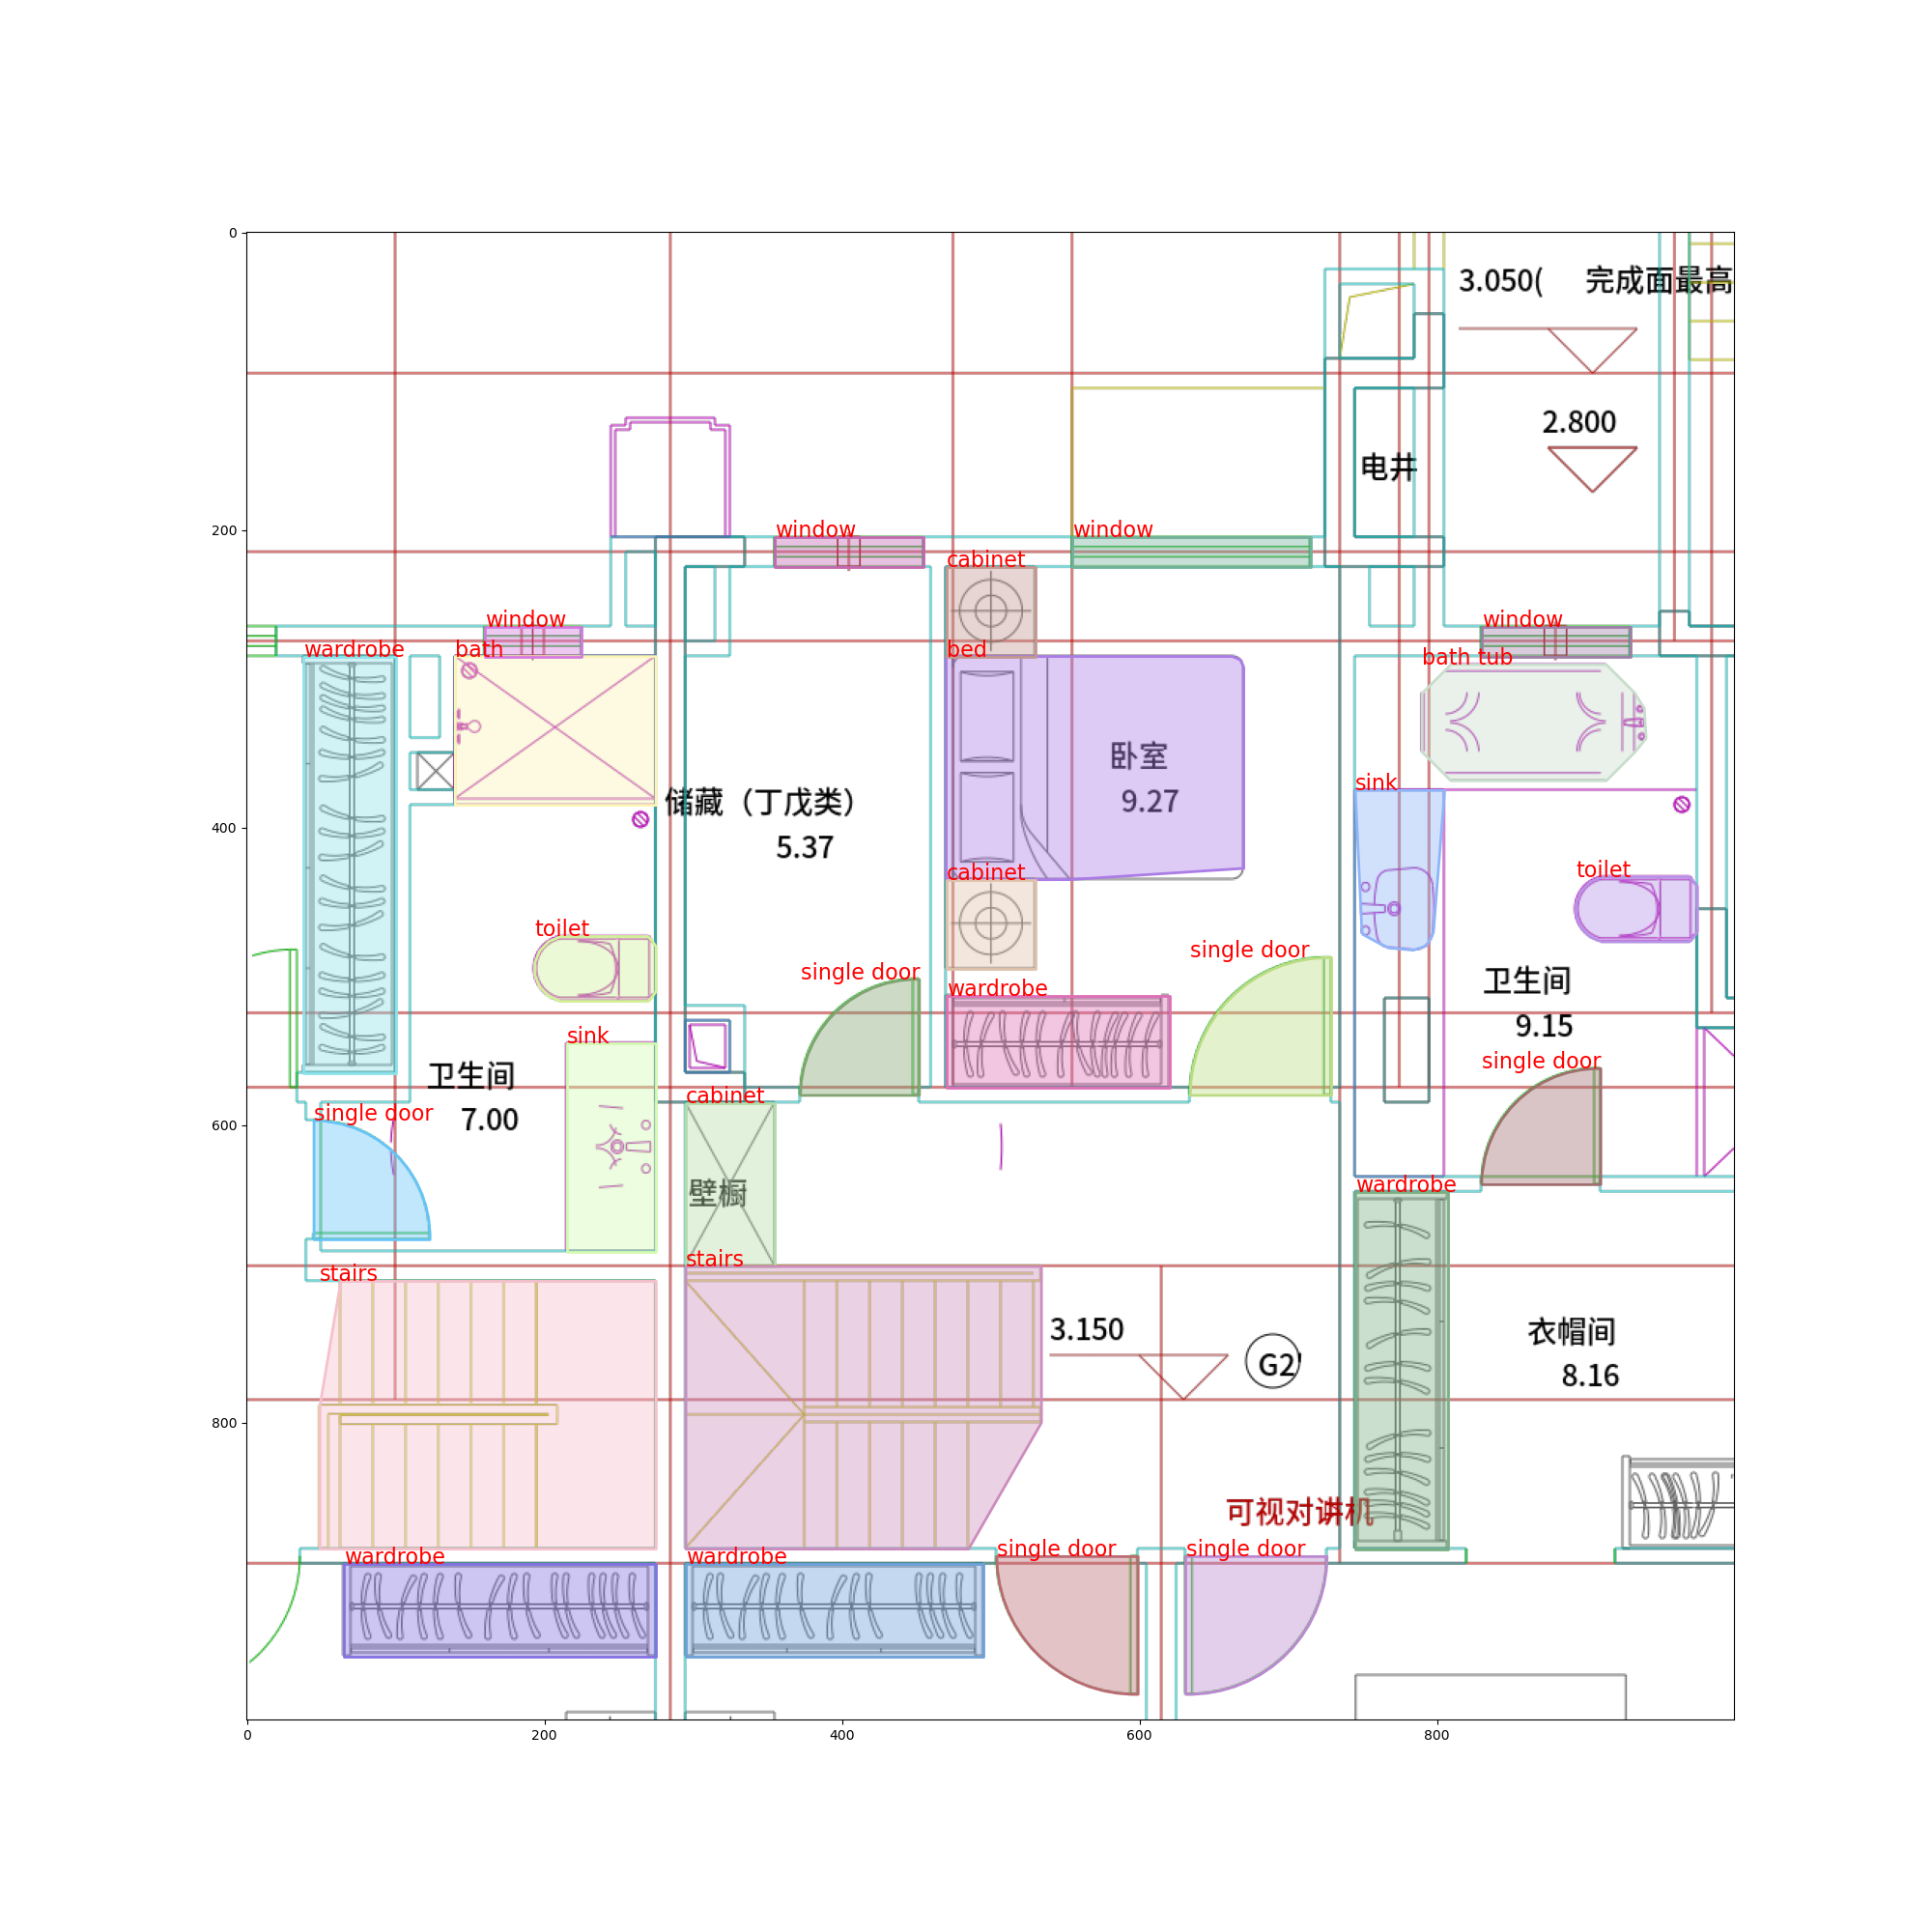 0
3.050( 完成面最高
2.800
电井
200
window
window
cabinet
window
window
wardrobe
bath
bed
bath tub
卧室
9.27
sink
储藏（丁戊类）
5.37
400
cabinet
toilet
toilet
single door
single door
wardrobe
卫生间
9.15
sink
single door
卫生间
7.00
cabinet
600
single door
壁橱
wardrobe
stairs
stairs
3.150
G2'
衣帽间
8.16
800
可视对讲机
wardrobe
wardrobe
single door
single door
0 200 400 600 800